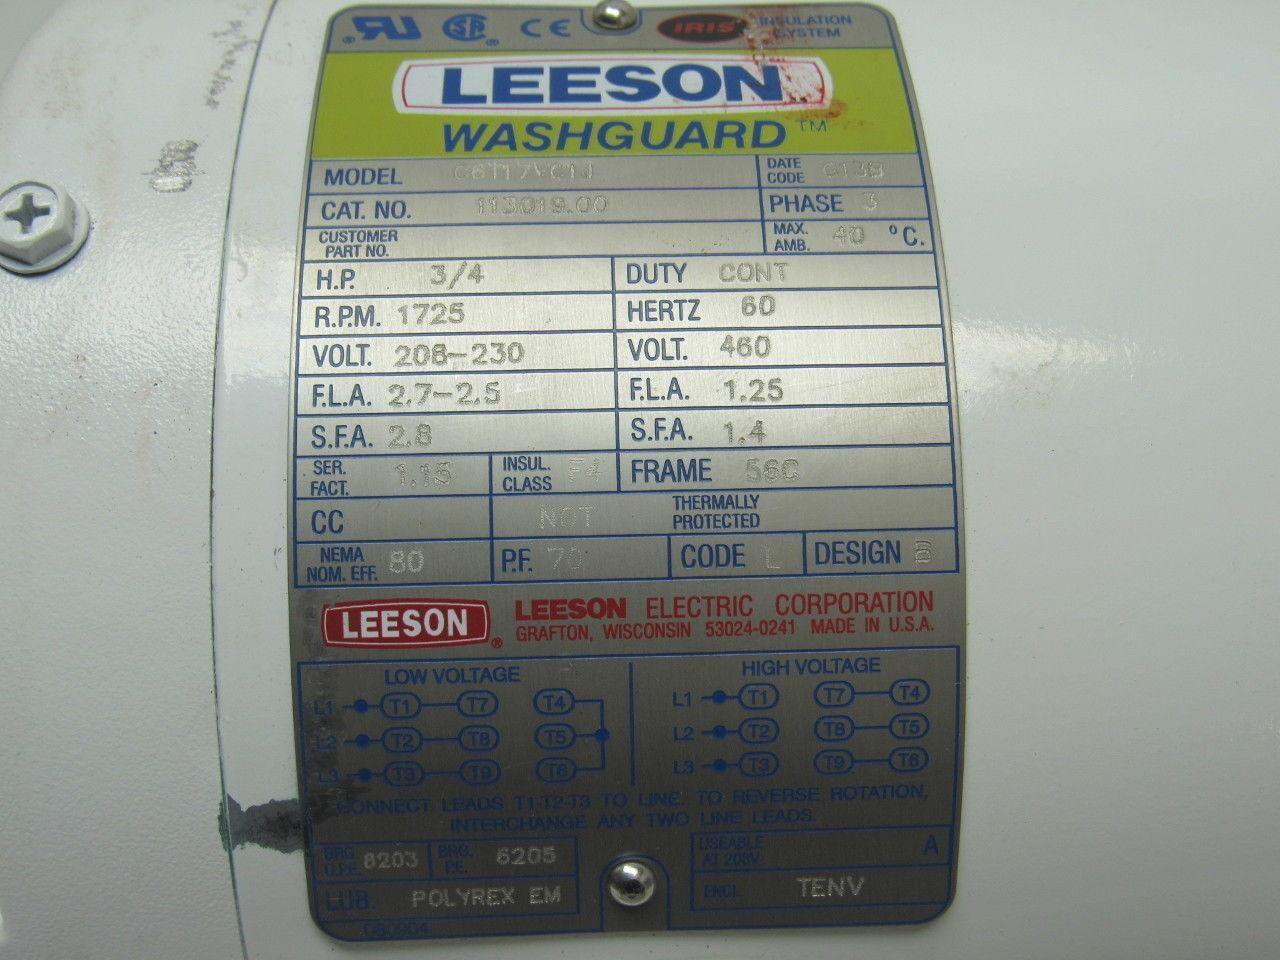 CE IRIS INSULATION SYSTEM
LEESON
WASHGUARD™
MODEL C6T17VC1J DATE CODE G13B
CAT. NO. 113019.00 PHASE 3
CUSTOMER PART NO. MAX. AMB. 40 °C.
H.P. 3/4 DUTY CONT
R.P.M. 1725 HERTZ 60
VOLT. 208-230 VOLT. 460
F.L.A. 2.7-2.5 F.L.A. 1.25
S.F.A. 2.8 S.F.A. 1.4
SER. FACT. 1.15 INSUL. CLASS F4 FRAME 56C
CC NOT THERMALLY PROTECTED
NEMA NOM. EFF. 80 P.F. 70 CODE L DESIGN B
LEESON® LEESON ELECTRIC CORPORATION
GRAFTON, WISCONSIN 53024-0241 MADE IN U.S.A.
LOW VOLTAGE HIGH VOLTAGE
L1 T1 T7 T4 L1 T1 T7 T4
L2 T2 T8 T5 L2 T2 T8 T5
L3 T3 T9 T6 L3 T3 T9 T6
CONNECT LEADS T1-T2-T3 TO LINE. TO REVERSE ROTATION,
INTERCHANGE ANY TWO LINE LEADS.
BRG. O.P.E. 6203 BRG. P.E. 6205 USEABLE AT 208V A
LUB. POLYREX EM ENCL. TENV
080904